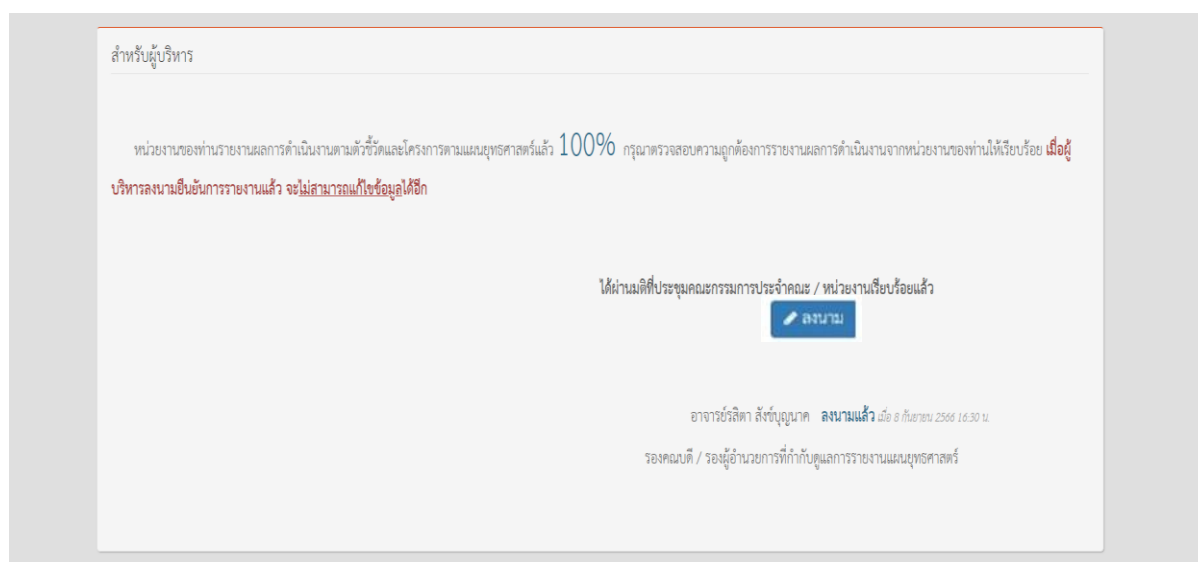 สำหรับผู้บริหาร
หน่วยงานของท่านรายงานผลการดำเนินงานตามตัวชี้วัดและโครงการตามแผนยุทธศาสตร์แล้ว 100% กรุณาตรวจสอบความถูกต้องการรายงานผลการดำเนินงานจากหน่วยงานของท่านให้เรียบร้อย เมื่อผู้
บริหารลงนามยืนยันการรายงานแล้ว จะไม่สามารถแก้ไขข้อมูลได้อีก
ได้ผ่านมติที่ประชุมคณะกรรมการประจำคณะ / หน่วยงานเรียบร้อยแล้ว
ลงนาม
อาจารย์รสิตา สังข์บุญนาค ลงนามแล้ว เมื่อ 8 กันยายน 2566 16:30 น.
รองคณบดี / รองผู้อำนวยการที่กำกับดูแลการรายงานแผนยุทธศาสตร์